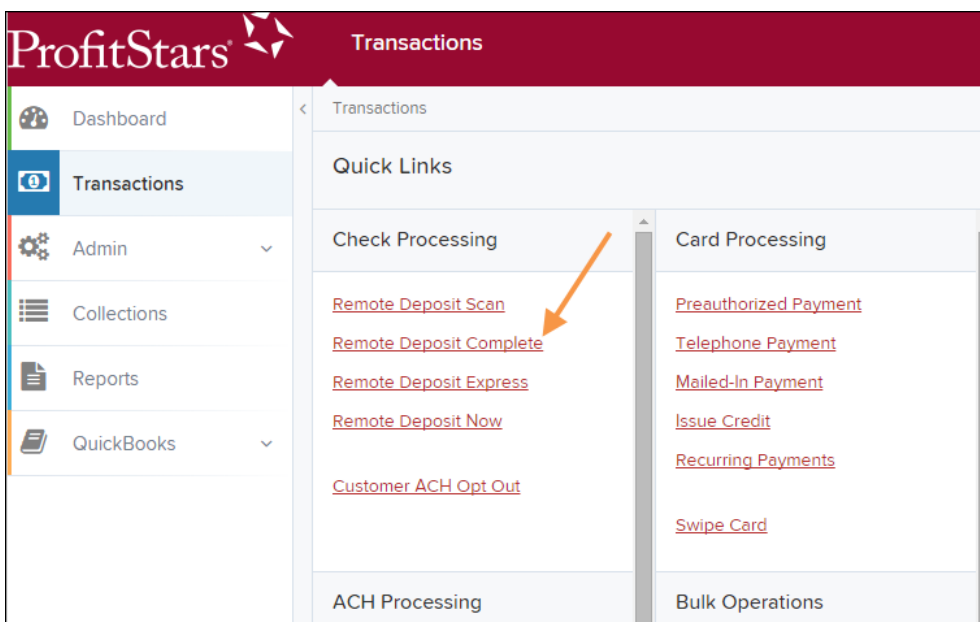 ProfitStars
Transactions
Dashboard
Transactions
Admin
Collections
Reports
QuickBooks
Transactions
Quick Links
Check Processing
Remote Deposit Scan
Remote Deposit Complete
Remote Deposit Express
Remote Deposit Now
Customer ACH Opt Out
ACH Processing
Card Processing
Preauthorized Payment
Telephone Payment
Mailed-In Payment
Issue Credit
Recurring Payments
Swipe Card
Bulk Operations